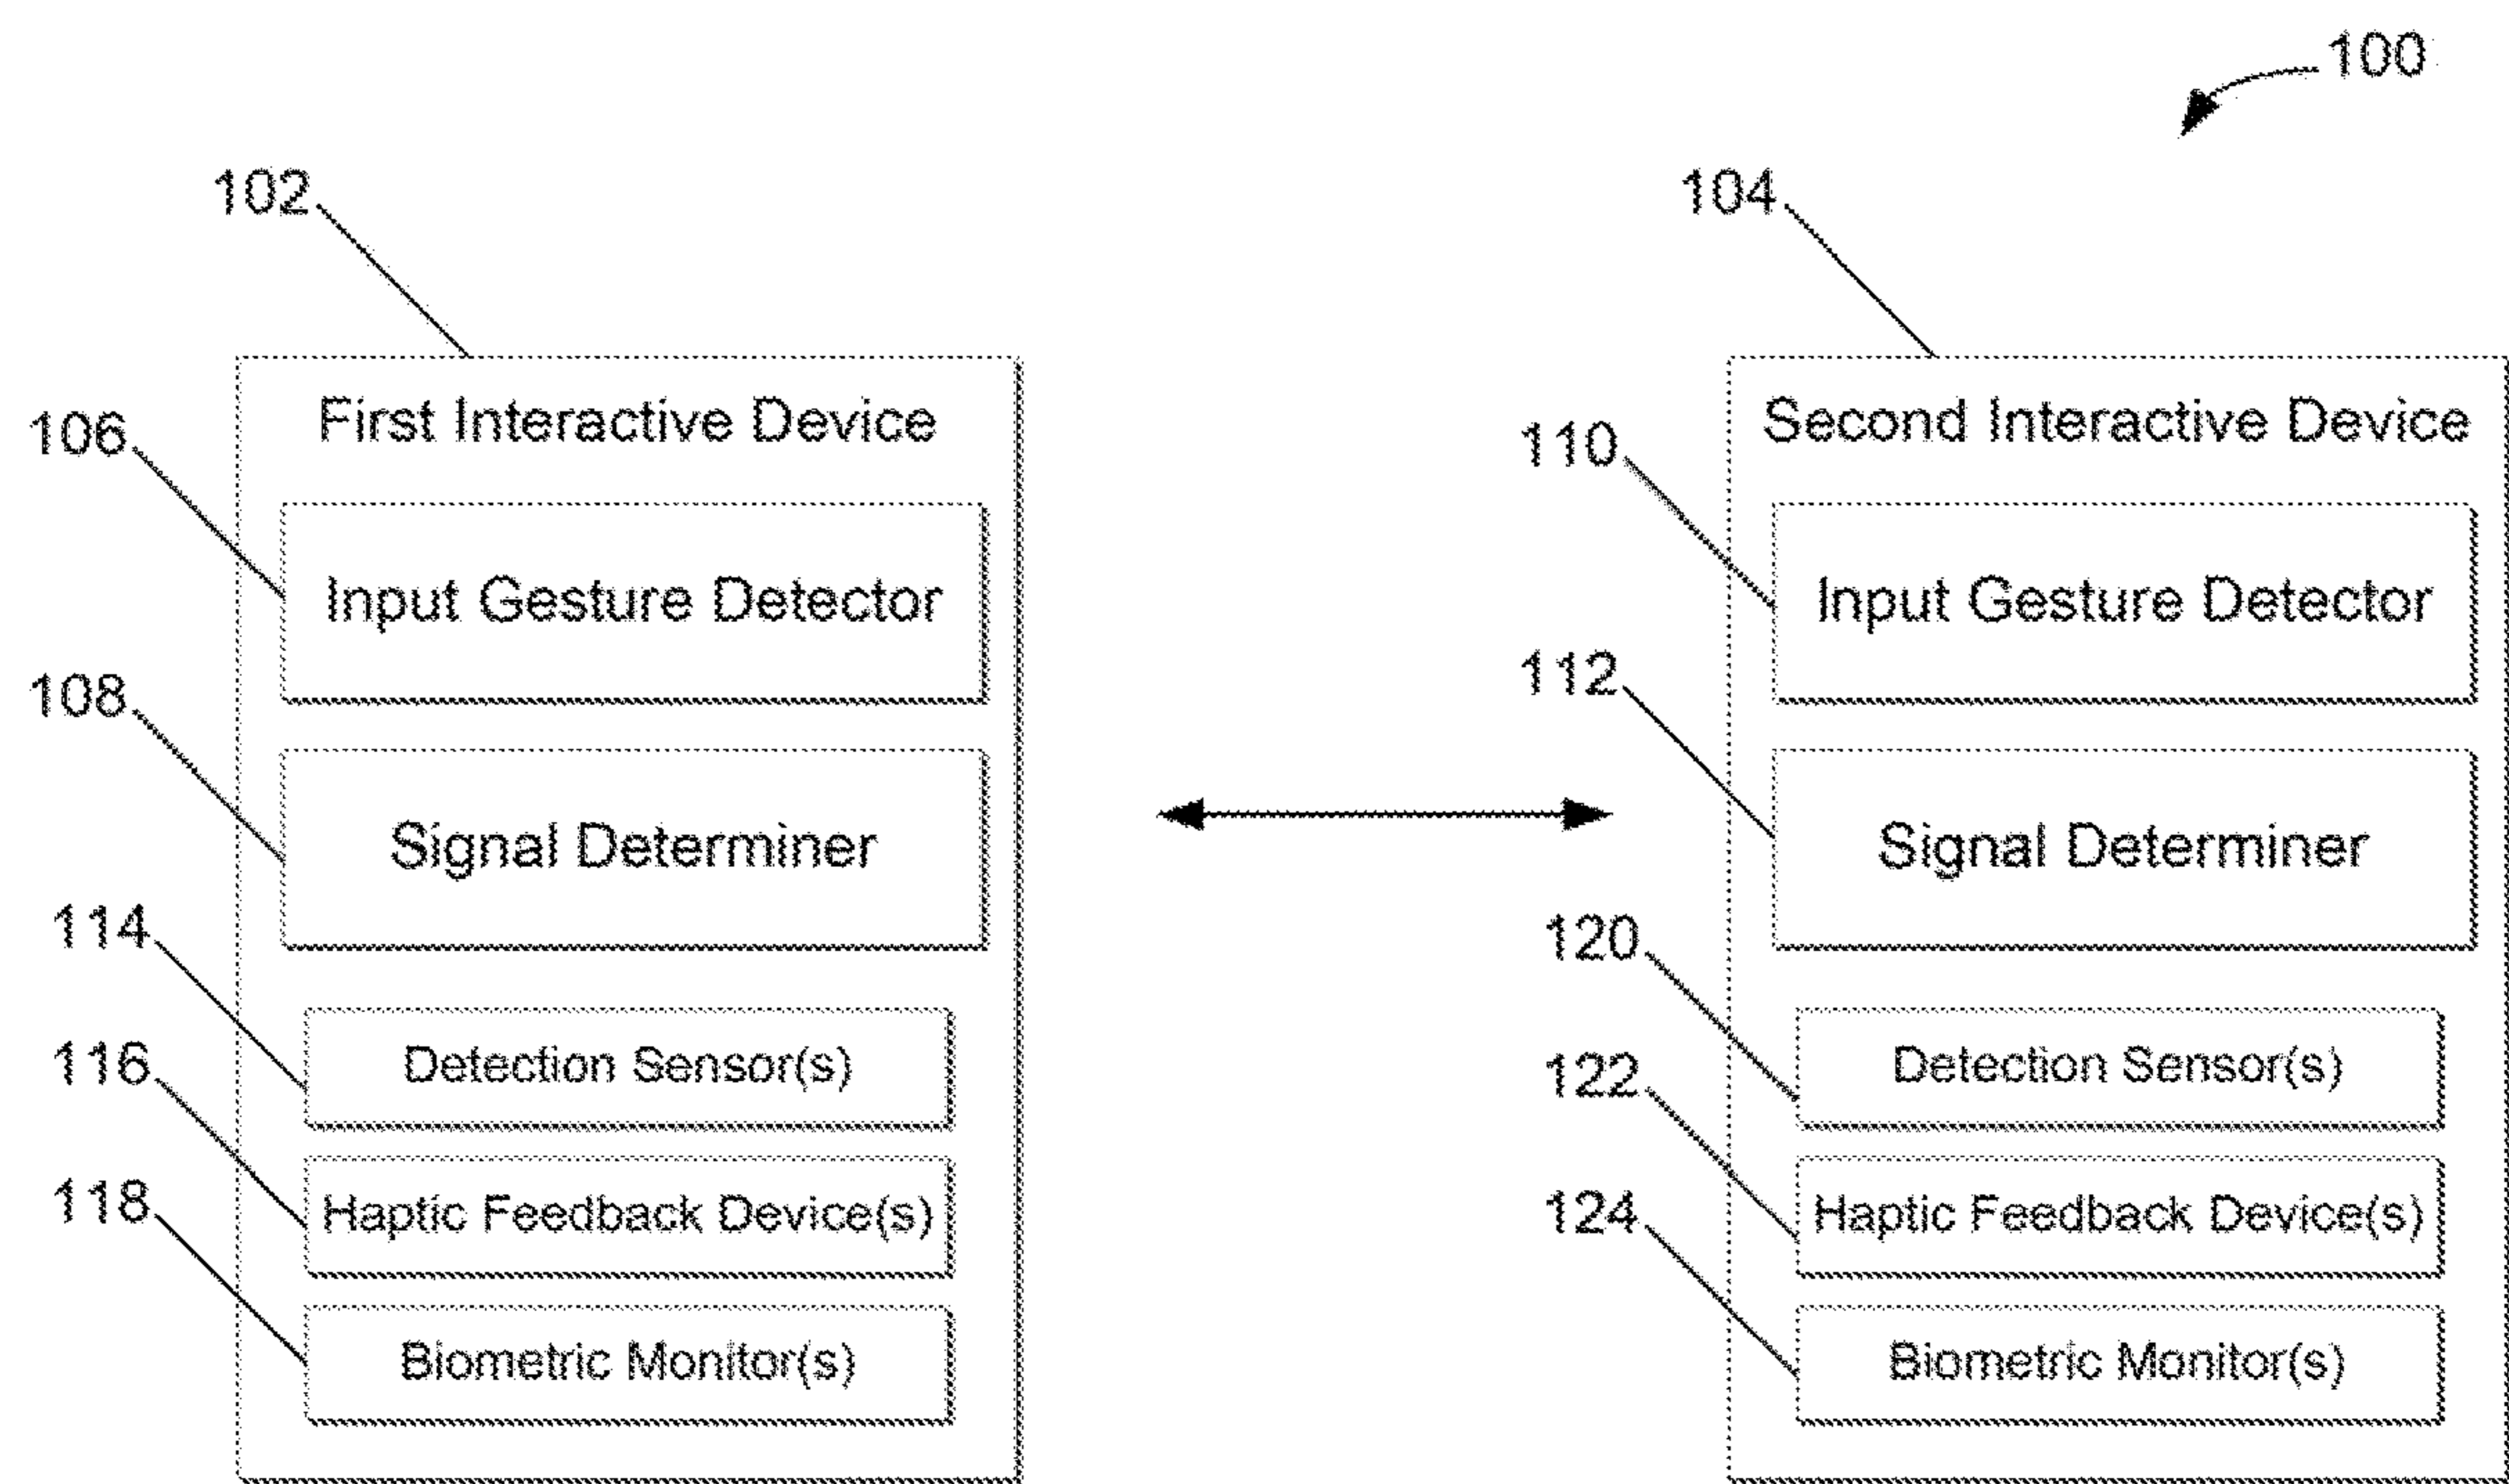 100
102
104
First Interactive Device
106
Input Gesture Detector
108
Signal Determiner
114
Detection Sensor(s)
116
Haptic Feedback Device(s)
118
Biometric Monitor(s)
Second Interactive Device
110
Input Gesture Detector
112
Signal Determiner
120
Detection Sensor(s)
122
Haptic Feedback Device(s)
124
Biometric Monitor(s)